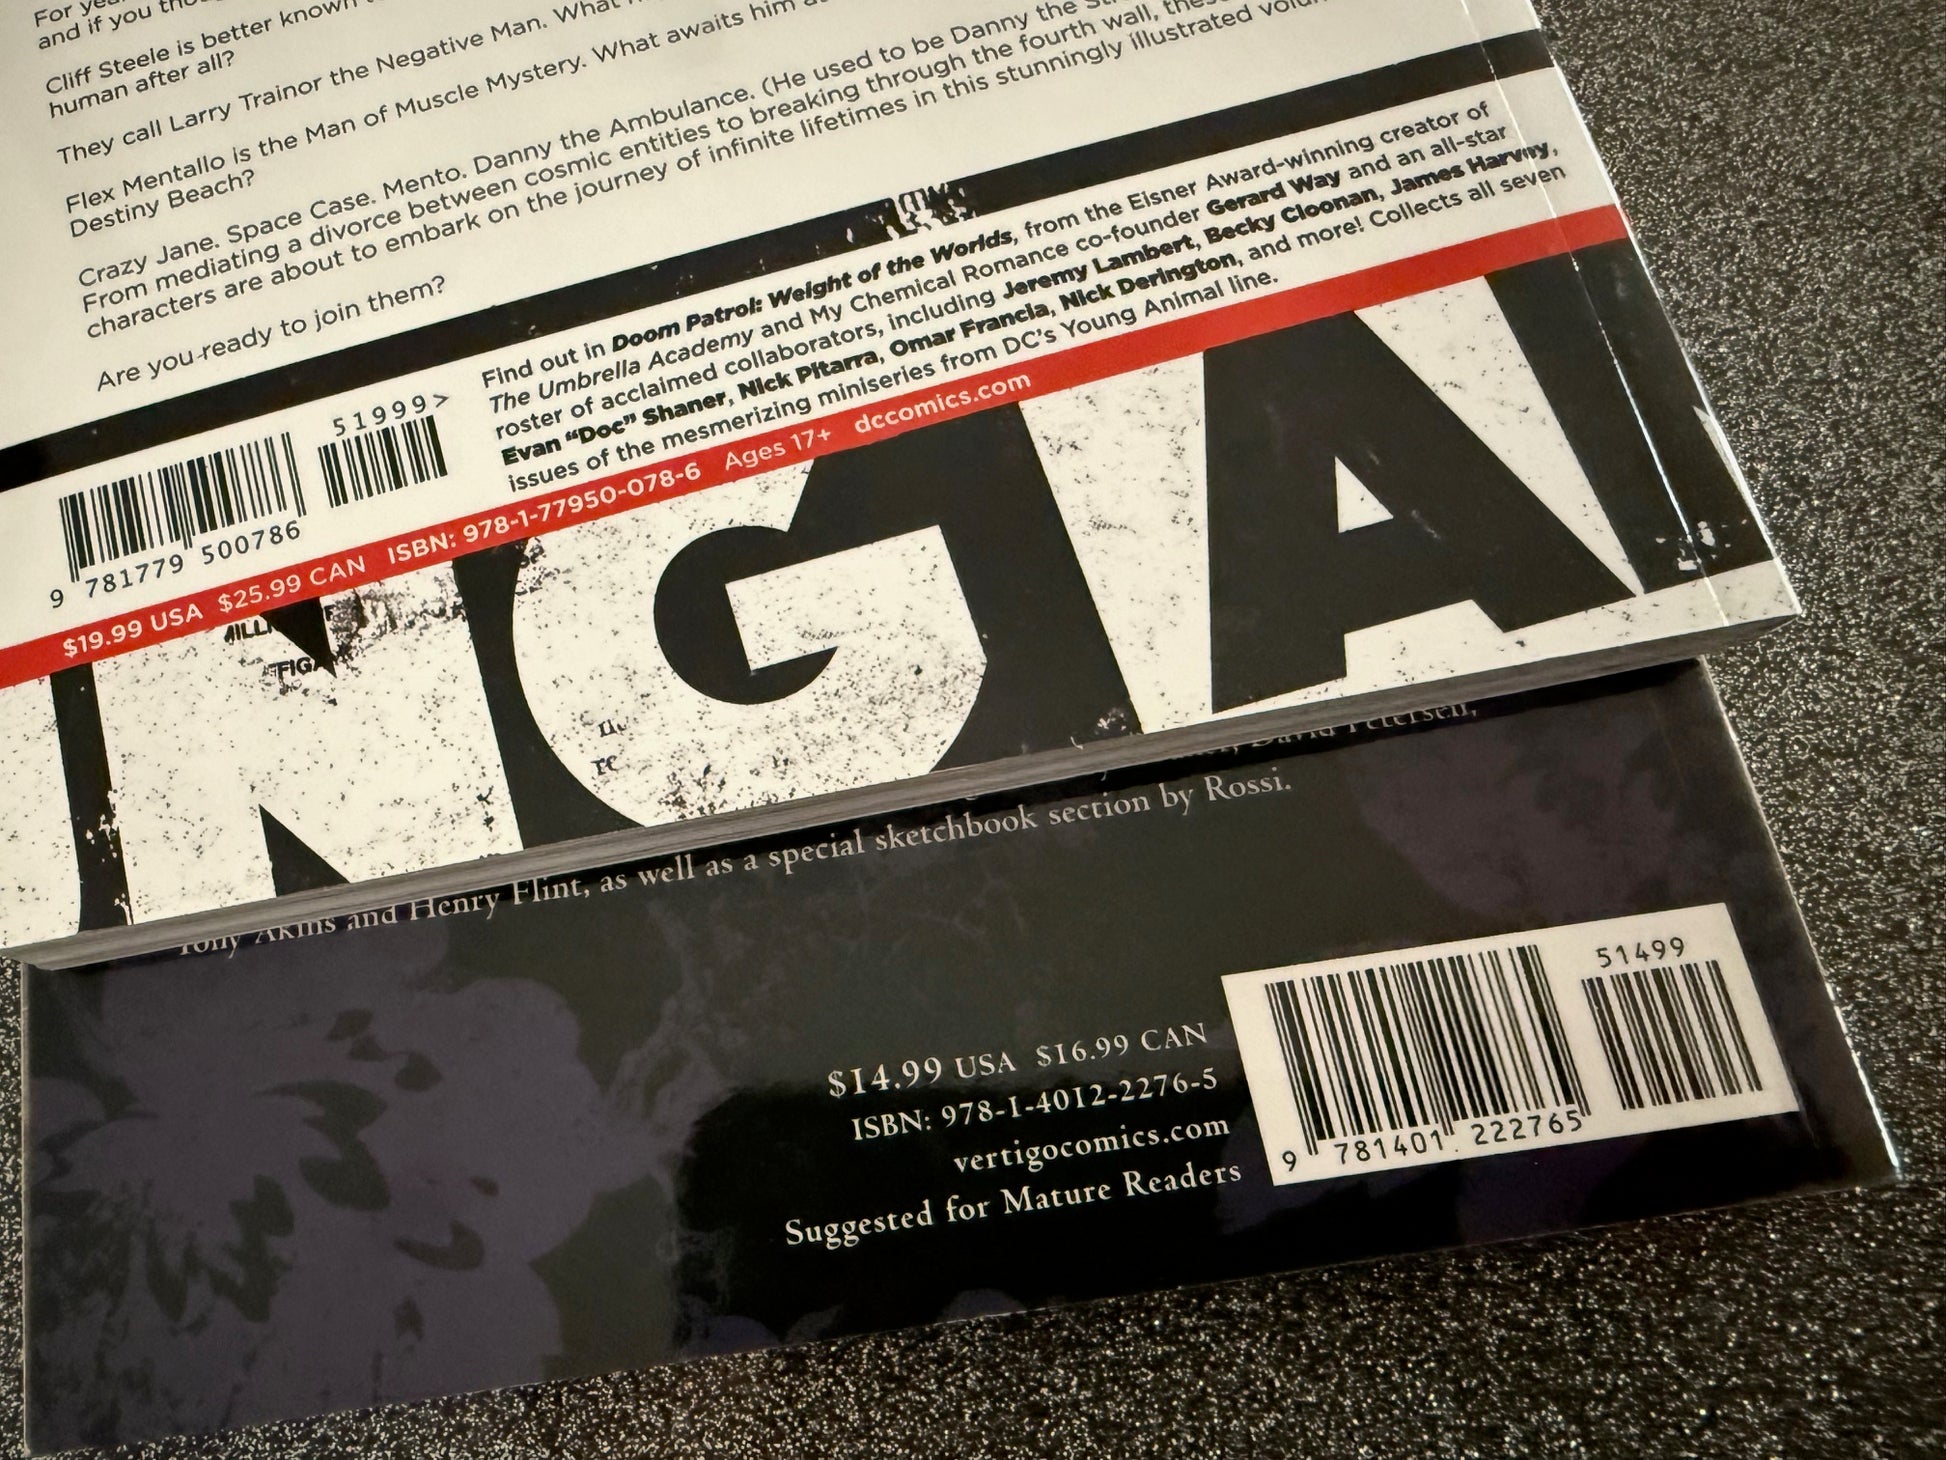 For
and if you
Cliff Steele is better known
human after all?
They call Larry Trainor the Negative Man. What
Flex Mentallo is the Man of Muscle Mystery. What awaits him
Destiny Beach?
Crazy Jane. Space Case. Mento. Danny the Ambulance. (He used to be Danny the
From mediating a divorce between cosmic entities to breaking through the fourth wall,
characters are about to embark on the journey of infinite lifetimes in this stunningly illustrated
Are you ready to join them?
Find out in Doom Patrol: Weight of the Worlds, from the Eisner Award-winning creator of
The Umbrella Academy and My Chemical Romance co-founder Gerard Way and an all-star
roster of acclaimed collaborators, including Jeremy Lambert, Becky Cloonan, James Harvey,
Evan “Doc” Shaner, Nick Pitarra, Omar Francia, Nick Derington, and more! Collects all seven
issues of the mesmerizing miniseries from DC’s Young Animal line.
51999>
9 781779 500786
$19.99 USA $25.99 CAN ISBN: 978-1-77950-078-6 Ages 17+ dccomics.com
NGA
David Petersen,
Tony Akins and Henry Flint, as well as a special sketchbook section by Rossi.
$14.99 USA $16.99 CAN
ISBN: 978-1-4012-2276-5
vertigocomics.com
Suggested for Mature Readers
51499
9 781401 222765